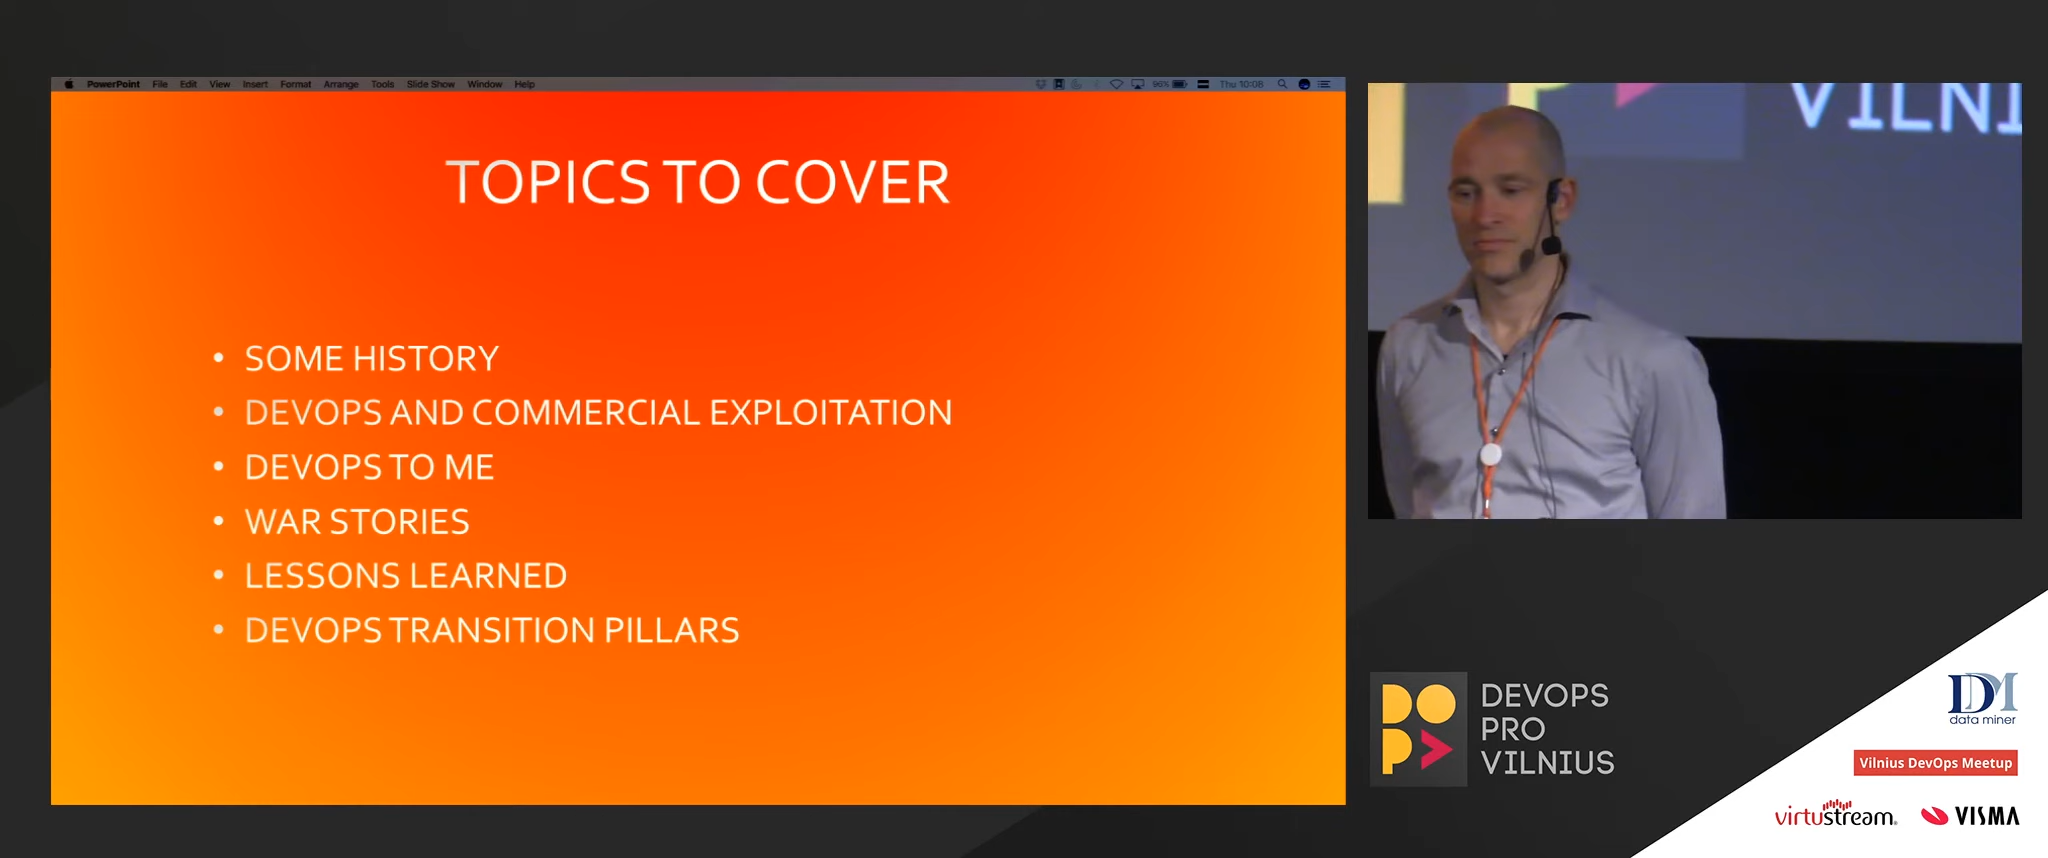 PowerPoint File Edit View Insert Format Arrange Tools Slide Show Window Help 96% Thu 10:08
TOPICS TO COVER
• SOME HISTORY
• DEVOPS AND COMMERCIAL EXPLOITATION
• DEVOPS TO ME
• WAR STORIES
• LESSONS LEARNED
• DEVOPS TRANSITION PILLARS
VILNI
DEVOPS
PRO
VILNIUS
DM
data miner
Vilnius DevOps Meetup
virtustream
VISMA